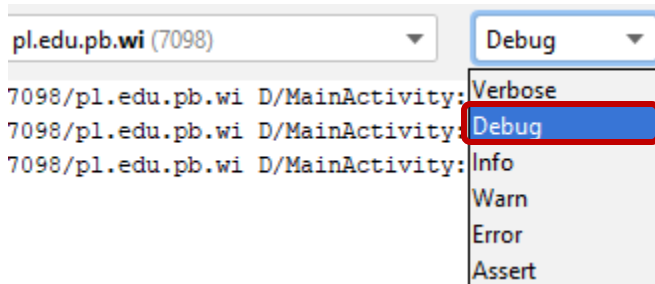 pl.edu.pb.wi (7098) Debug
7098/pl.edu.pb.wi D/MainActivity: Verbose
7098/pl.edu.pb.wi D/MainActivity: Debug
7098/pl.edu.pb.wi D/MainActivity: Info
Warn
Error
Assert